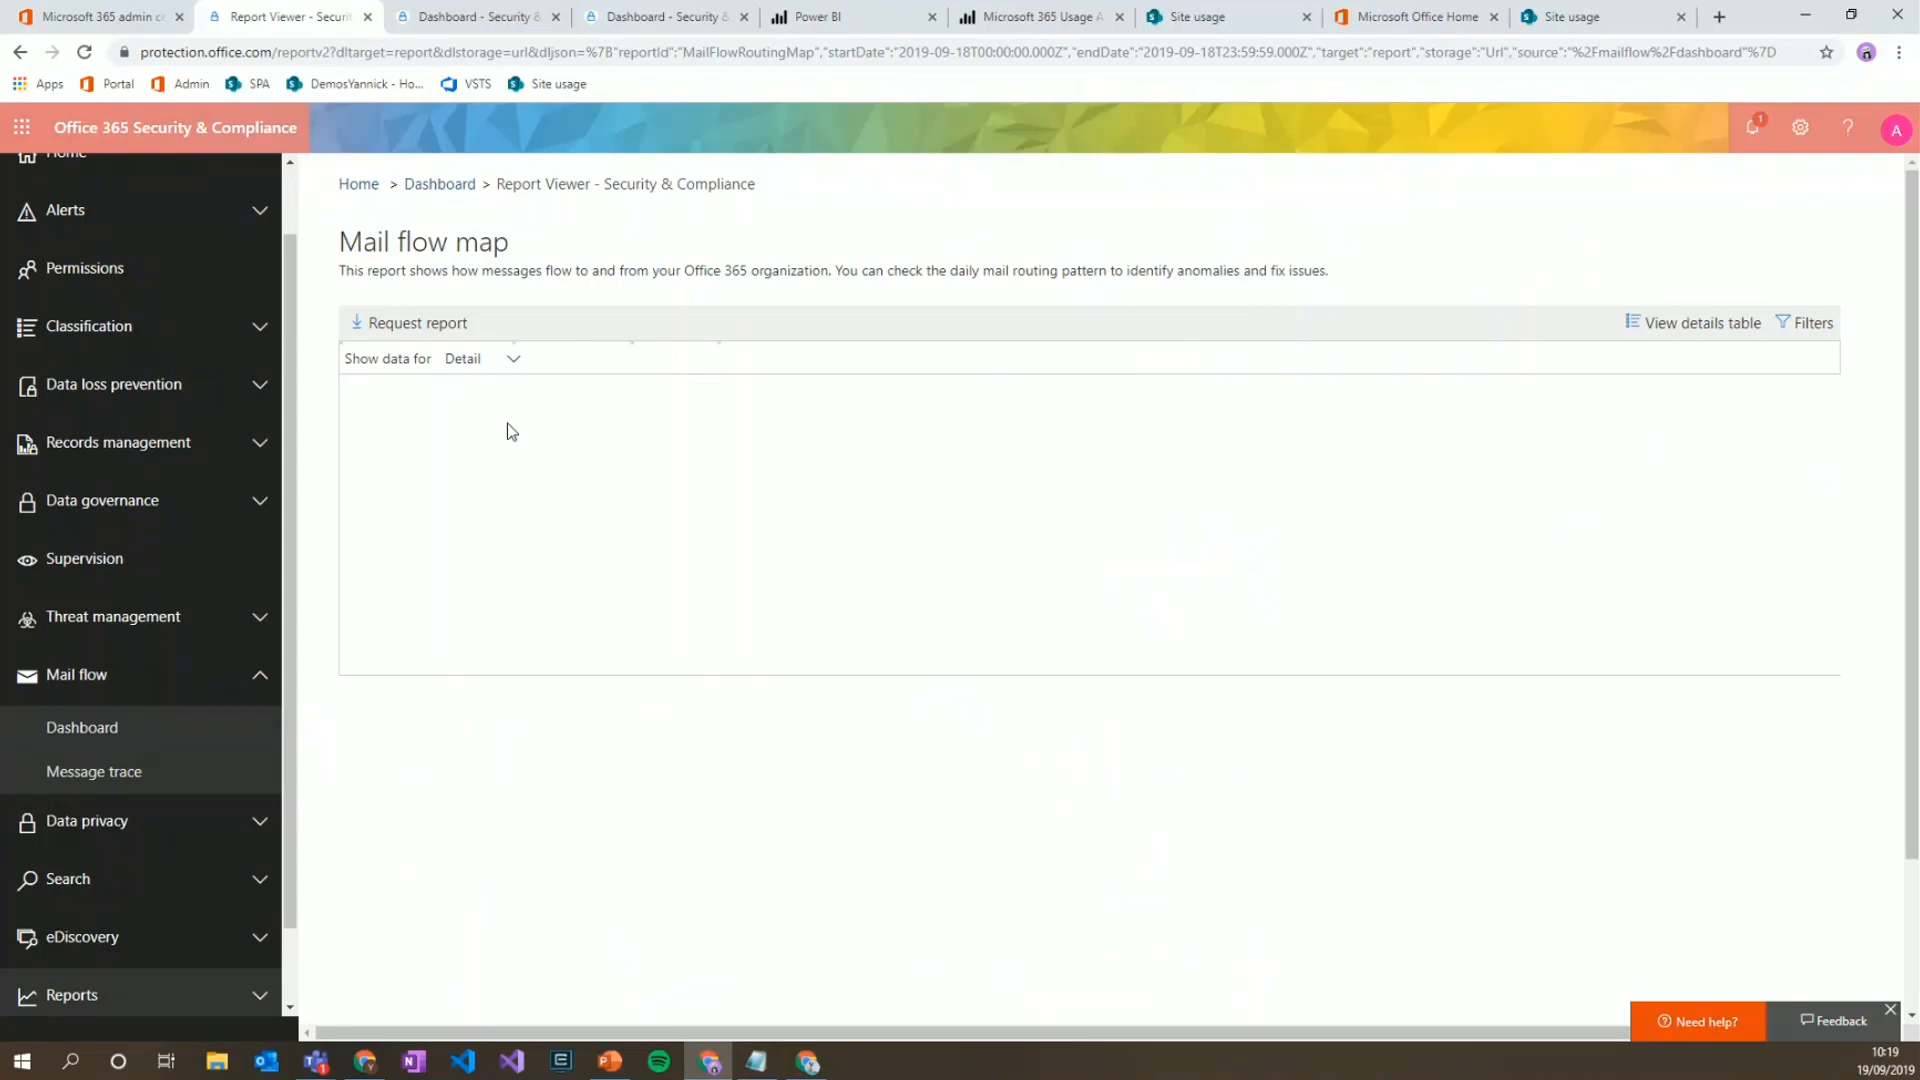 Microsoft 365 admin c
Report Viewer - Securit
Dashboard - Security &
Dashboard - Security &
Power BI
Microsoft 365 Usage A
Site usage
Microsoft Office Home
Site usage
protection.office.com/reportv2?dltarget=report&dlstorage=url&dljson=%7B"reportId":"MailFlowRoutingMap","startDate":"2019-09-18T00:00:00.000Z","endDate":"2019-09-18T23:59:59.000Z","target":"report","storage":"Url","source":"%2Fmailflow%2Fdashboard"%7D
Apps
Portal
Admin
SPA
DemosYannick - Ho...
VSTS
Site usage
Office 365 Security & Compliance
1
?
A
Home
Alerts
Permissions
Classification
Data loss prevention
Records management
Data governance
Supervision
Threat management
Mail flow
Dashboard
Message trace
Data privacy
Search
eDiscovery
Reports
Home > Dashboard > Report Viewer - Security & Compliance
Mail flow map
This report shows how messages flow to and from your Office 365 organization. You can check the daily mail routing pattern to identify anomalies and fix issues.
Request report
View details table
Filters
Show data for Detail
Need help?
Feedback
10:19
19/09/2019